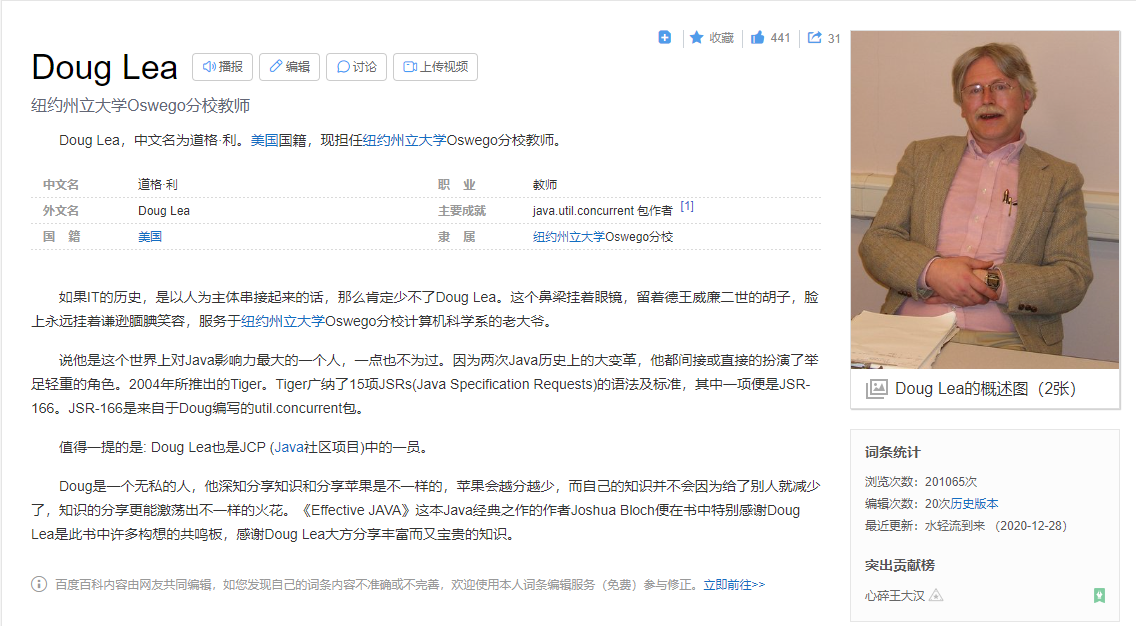 收藏 441 31
Doug Lea 播报 编辑 讨论 上传视频
纽约州立大学Oswego分校教师
Doug Lea，中文名为道格·利。美国国籍，现担任纽约州立大学Oswego分校教师。
中文名 道格·利 职 业 教师
外文名 Doug Lea 主要成就 java.util.concurrent 包作者 [1]
国 籍 美国 隶 属 纽约州立大学Oswego分校
如果IT的历史，是以人为主体串接起来的话，那么肯定少不了Doug Lea。这个鼻梁挂着眼镜，留着德王威廉二世的胡子，脸
上永远挂着谦逊腼腆笑容，服务于纽约州立大学Oswego分校计算机科学系的老大爷。
说他是这个世界上对Java影响力最大的一个人，一点也不为过。因为两次Java历史上的大变革，他都间接或直接的扮演了举
足轻重的角色。2004年所推出的Tiger。Tiger广纳了15项JSRs(Java Specification Requests)的语法及标准，其中一项便是JSR-
166。JSR-166是来自于Doug编写的util.concurrent包。
值得一提的是: Doug Lea也是JCP (Java社区项目)中的一员。
Doug是一个无私的人，他深知分享知识和分享苹果是不一样的，苹果会越分越少，而自己的知识并不会因为给了别人就减少
了，知识的分享更能激荡出不一样的火花。《Effective JAVA》这本Java经典之作的作者Joshua Bloch便在书中特别感谢Doug
Lea是此书中许多构想的共鸣板，感谢Doug Lea大方分享丰富而又宝贵的知识。
百度百科内容由网友共同编辑，如您发现自己的词条内容不准确或不完善，欢迎使用本人词条编辑服务（免费）参与修正。立即前往>>
Doug Lea的概述图（2张）
词条统计
浏览次数：201065次
编辑次数：20次历史版本
最近更新：水轻流到来 （2020-12-28）
突出贡献榜
心碎王大汉